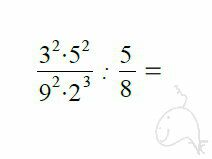 3²·5² / 9²·2³ : 5/8 =